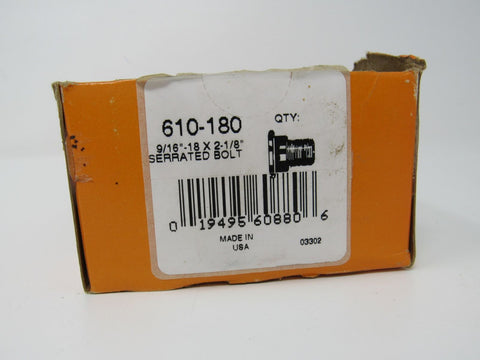 610-180
QTY:
9/16"-18 X 2-1/8"
SERRATED BOLT
0 19495 60880 6
MADE IN
USA
03302